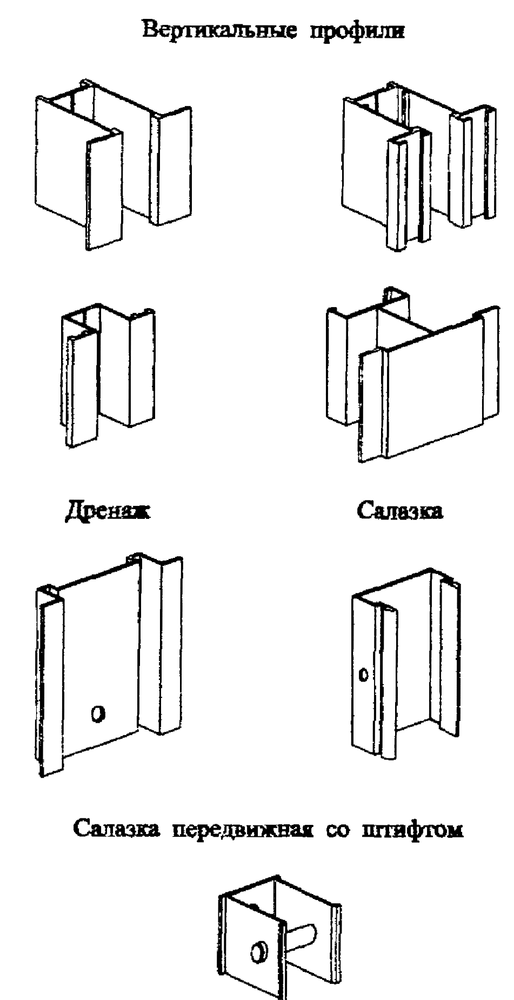 Вертикальные профили
Дренаж
Салазка
Салазка передвижная со штифтом